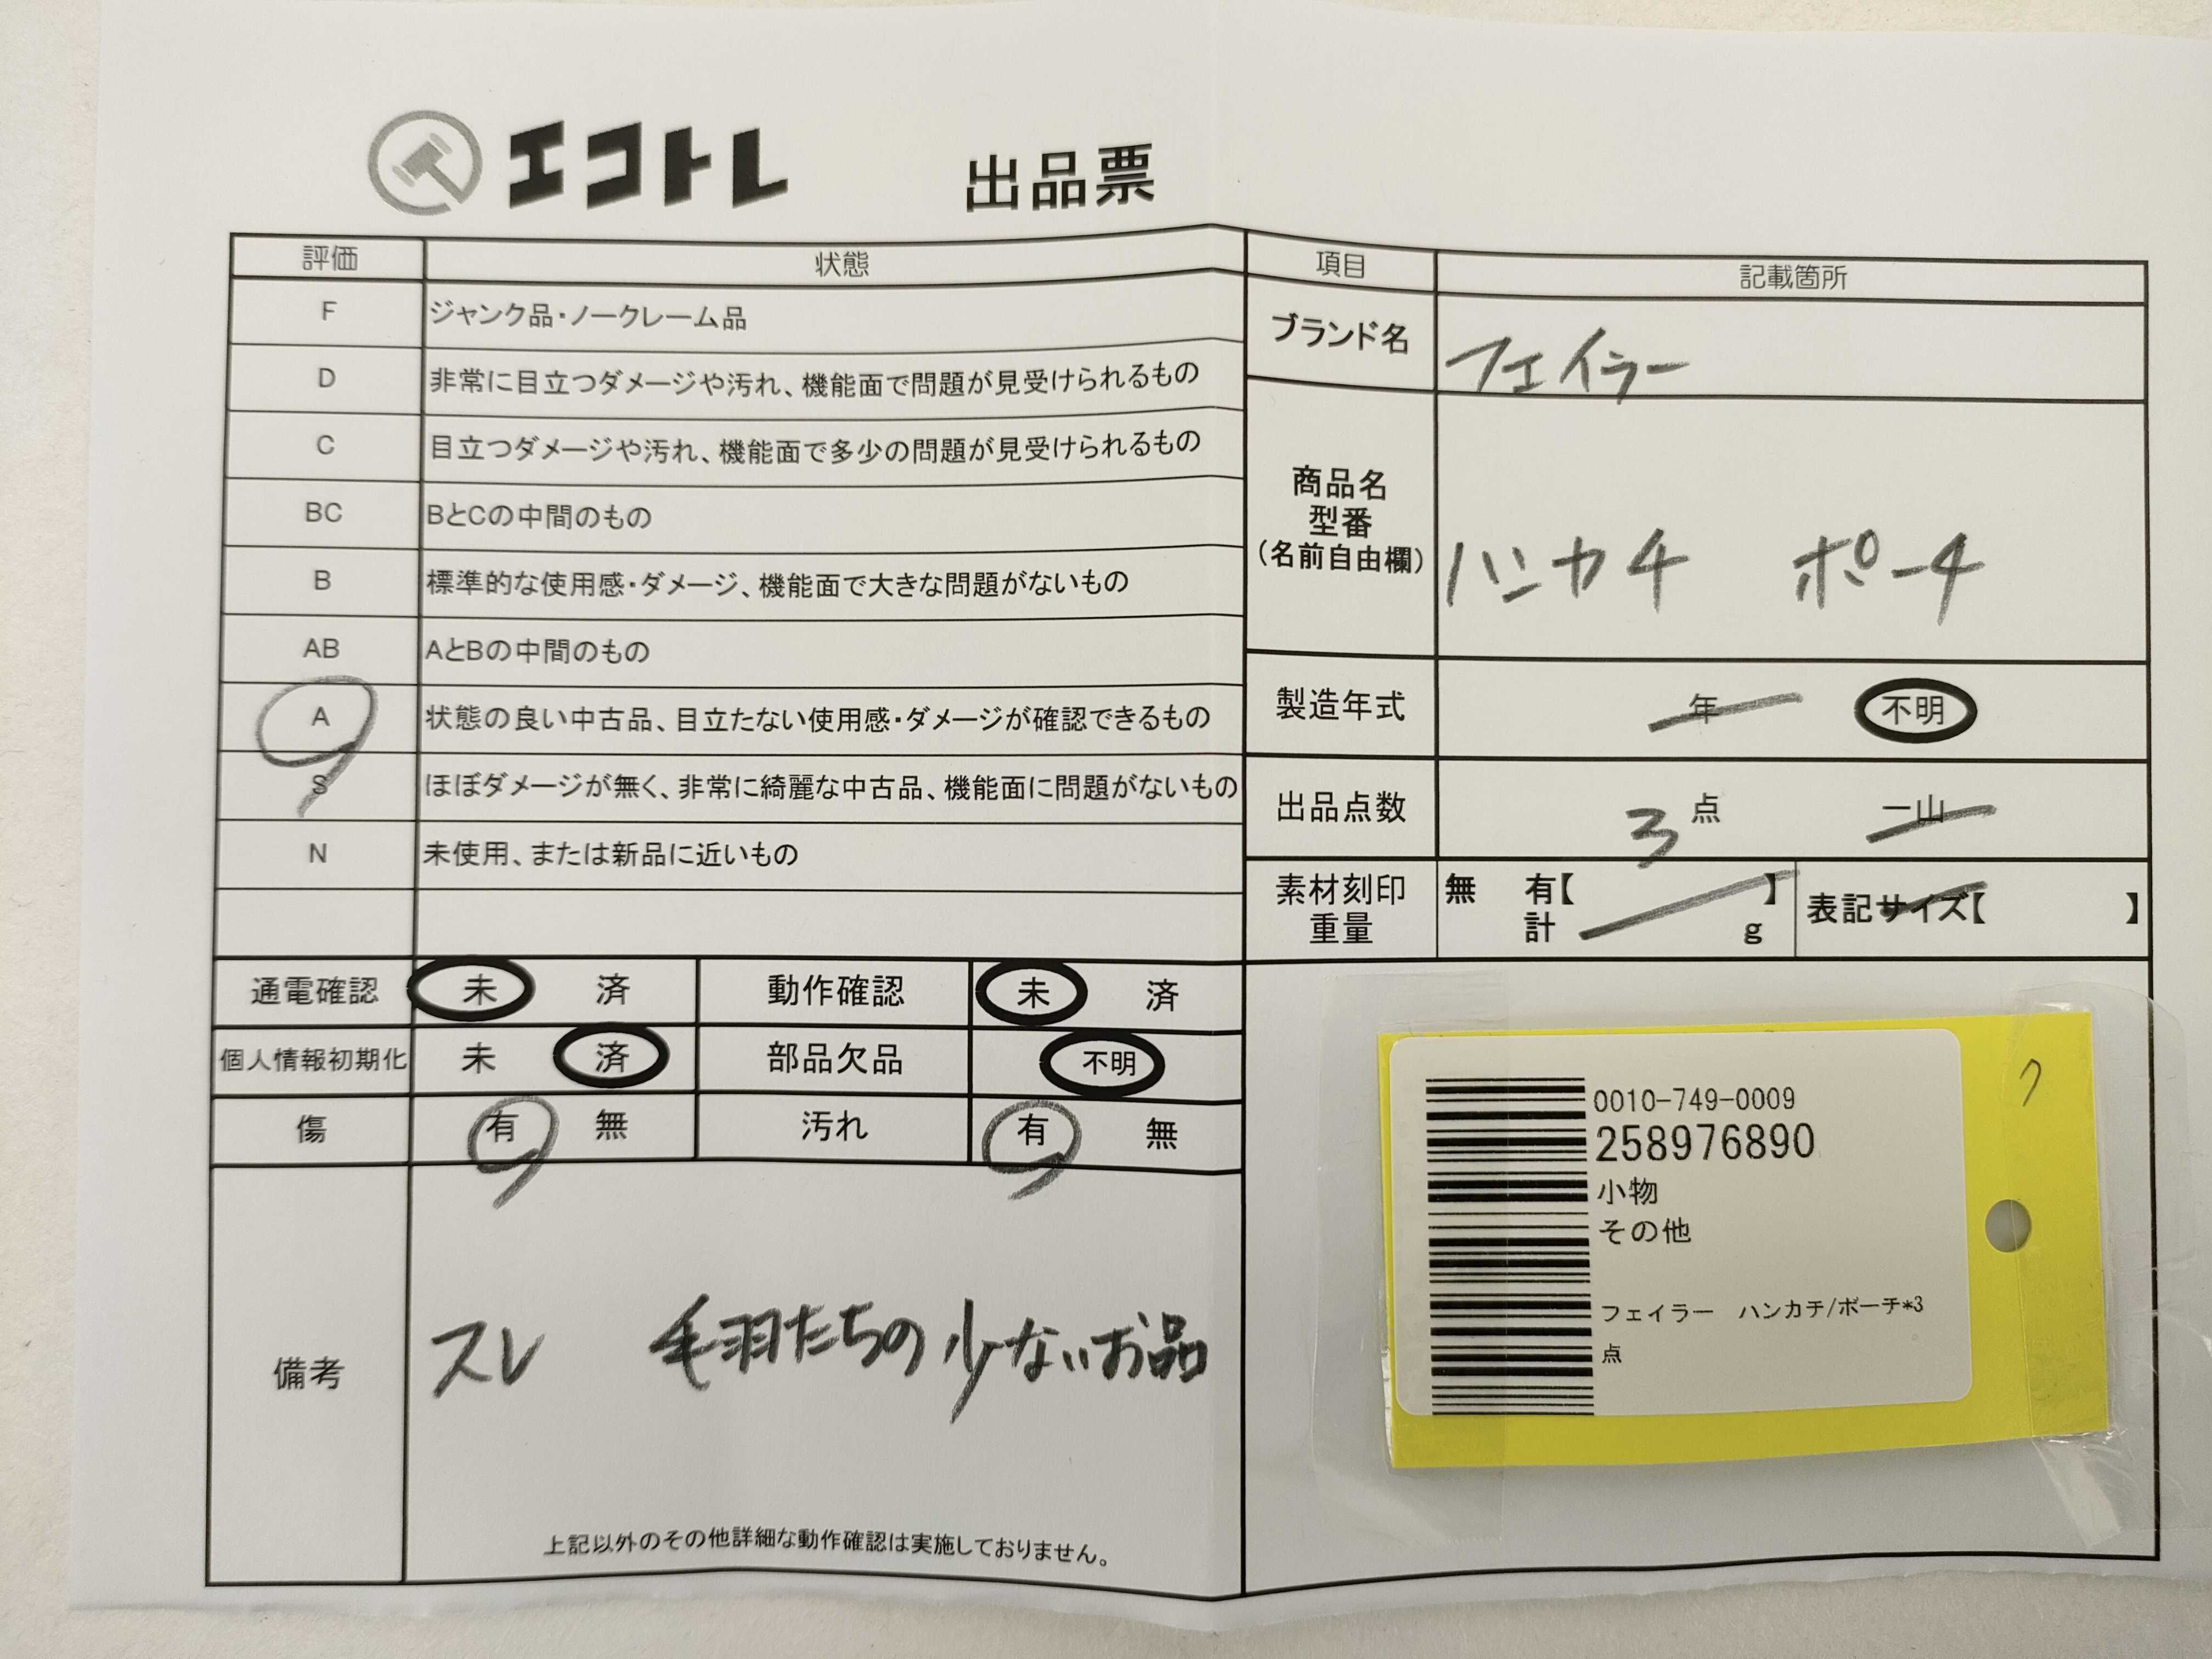 エコトレ 出品票
評価 状態
F ジャンク品・ノークレーム品
D 非常に目立つダメージや汚れ、機能面で問題が見受けられるもの
C 目立つダメージや汚れ、機能面で多少の問題が見受けられるもの
BC BとCの中間のもの
B 標準的な使用感・ダメージ、機能面で大きな問題がないもの
AB AとBの中間のもの
A 状態の良い中古品、目立たない使用感・ダメージが確認できるもの
S ほぼダメージが無く、非常に綺麗な中古品、機能面に問題がないもの
N 未使用、または新品に近いもの
通電確認 未 済 動作確認 未 済
個人情報初期化 未 済 部品欠品 不明
傷 有 無 汚れ 有 無
備考
スレ 毛羽たちの少ないお品
上記以外のその他詳細な動作確認は実施しておりません。
項目 記載箇所
ブランド名 フェイラー
商品名
型番
(名前自由欄)
ハンカチ ポーチ
製造年式 年 不明
出品点数 3 点 一山
素材刻印 無 有【 】
重量 計 g
表記サイズ【 】
フ
0010-749-0009
258976890
小物
その他
フェイラー ハンカチ/ポーチ*3
点